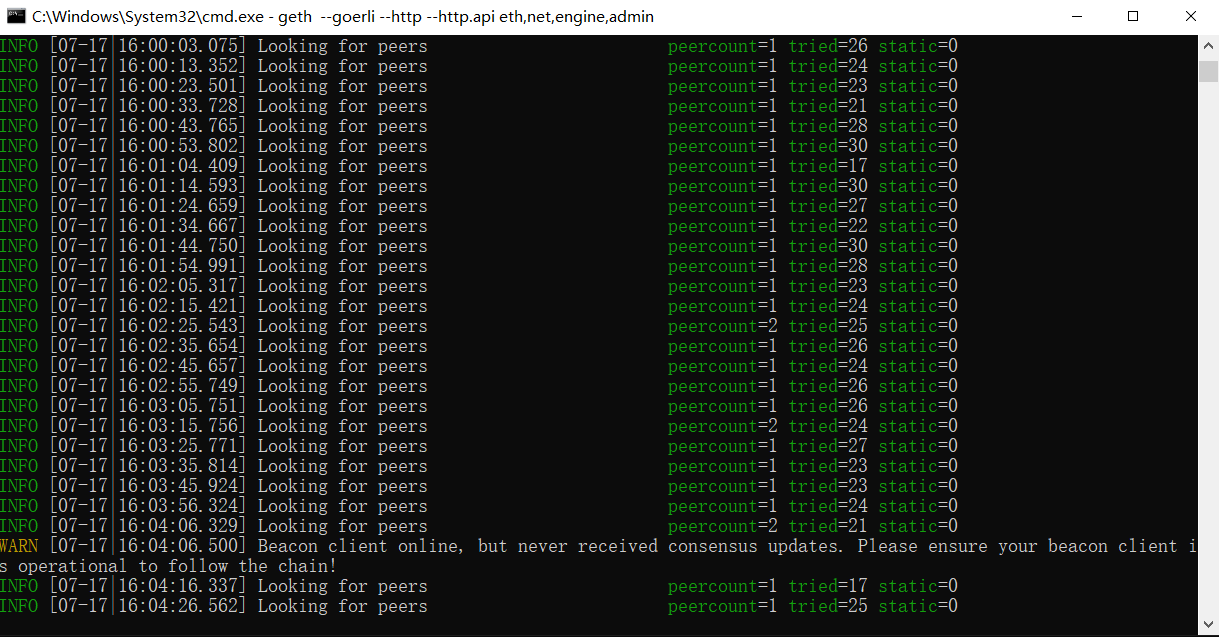 C:\Windows\System32\cmd.exe - geth  --goerli --http --http.api eth,net,engine,admin
INFO [07-17|16:00:03.075] Looking for peers                        peercount=1 tried=26 static=0
INFO [07-17|16:00:13.352] Looking for peers                        peercount=1 tried=24 static=0
INFO [07-17|16:00:23.501] Looking for peers                        peercount=1 tried=23 static=0
INFO [07-17|16:00:33.728] Looking for peers                        peercount=1 tried=21 static=0
INFO [07-17|16:00:43.765] Looking for peers                        peercount=1 tried=28 static=0
INFO [07-17|16:00:53.802] Looking for peers                        peercount=1 tried=30 static=0
INFO [07-17|16:01:04.409] Looking for peers                        peercount=1 tried=17 static=0
INFO [07-17|16:01:14.593] Looking for peers                        peercount=1 tried=30 static=0
INFO [07-17|16:01:24.659] Looking for peers                        peercount=1 tried=27 static=0
INFO [07-17|16:01:34.667] Looking for peers                        peercount=1 tried=22 static=0
INFO [07-17|16:01:44.750] Looking for peers                        peercount=1 tried=30 static=0
INFO [07-17|16:01:54.991] Looking for peers                        peercount=1 tried=28 static=0
INFO [07-17|16:02:05.317] Looking for peers                        peercount=1 tried=23 static=0
INFO [07-17|16:02:15.421] Looking for peers                        peercount=1 tried=24 static=0
INFO [07-17|16:02:25.543] Looking for peers                        peercount=2 tried=25 static=0
INFO [07-17|16:02:35.654] Looking for peers                        peercount=1 tried=26 static=0
INFO [07-17|16:02:45.657] Looking for peers                        peercount=1 tried=24 static=0
INFO [07-17|16:02:55.749] Looking for peers                        peercount=1 tried=26 static=0
INFO [07-17|16:03:05.751] Looking for peers                        peercount=1 tried=26 static=0
INFO [07-17|16:03:15.756] Looking for peers                        peercount=2 tried=24 static=0
INFO [07-17|16:03:25.771] Looking for peers                        peercount=1 tried=27 static=0
INFO [07-17|16:03:35.814] Looking for peers                        peercount=1 tried=23 static=0
INFO [07-17|16:03:45.924] Looking for peers                        peercount=1 tried=23 static=0
INFO [07-17|16:03:56.324] Looking for peers                        peercount=1 tried=24 static=0
INFO [07-17|16:04:06.329] Looking for peers                        peercount=2 tried=21 static=0
WARN [07-17|16:04:06.500] Beacon client online, but never received consensus updates. Please ensure your beacon client i
s operational to follow the chain!
INFO [07-17|16:04:16.337] Looking for peers                        peercount=1 tried=17 static=0
INFO [07-17|16:04:26.562] Looking for peers                        peercount=1 tried=25 static=0